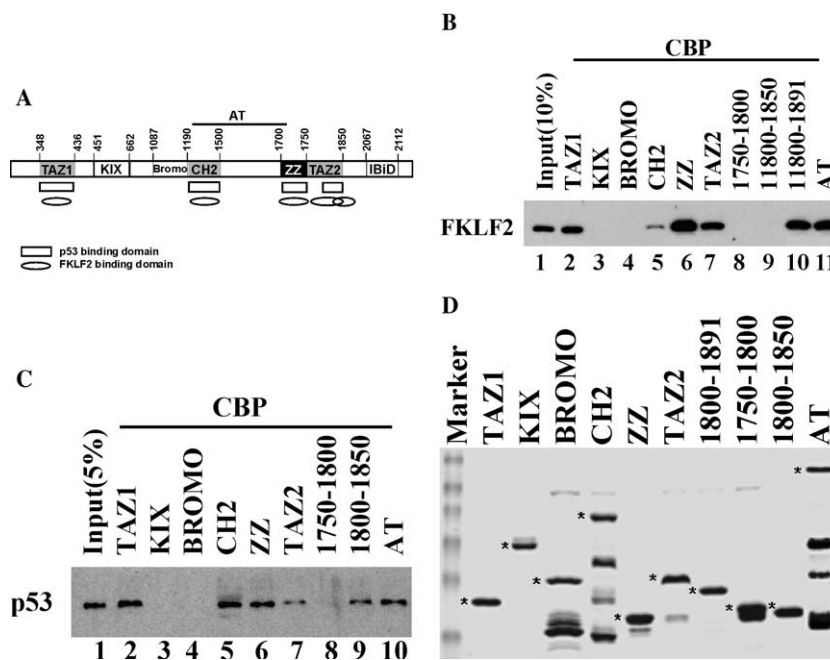 A
AT
348 436 451 662 1087 1190 1500 1700 1750 1850 2067 2112
TAZ1 KIX Bromo CH2 ZZ TAZ2 IBiD
p53 binding domain
FKLF2 binding domain
B
CBP
Input(10%) TAZ1 KIX BROMO CH2 ZZ TAZ2 1750-1800 11800-1850 11800-1891 AT
FKLF2
1 2 3 4 5 6 7 8 9 10 11
C
CBP
Input(5%) TAZ1 KIX BROMO CH2 ZZ TAZ2 1750-1800 1800-1850 AT
p53
1 2 3 4 5 6 7 8 9 10
D
Marker TAZ1 KIX BROMO CH2 ZZ TAZ2 1800-1891 1750-1800 1800-1850 AT
* * * * * * * * * *